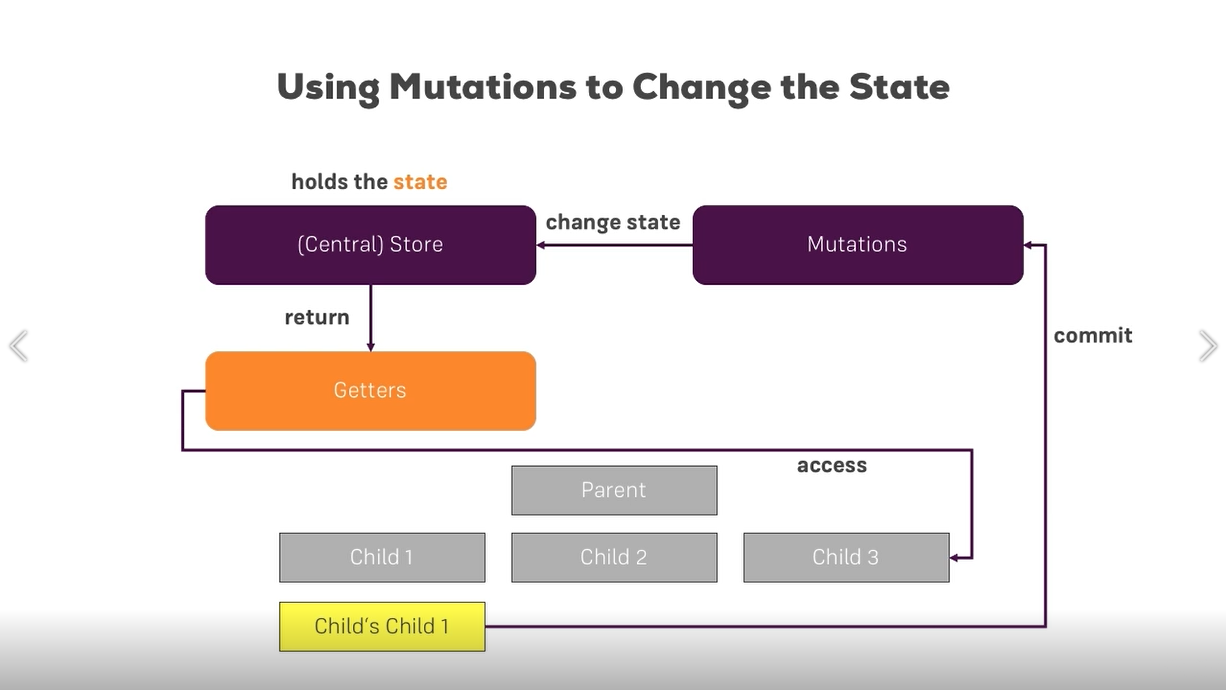 Using Mutations to Change the State
holds the state
(Central) Store
change state
Mutations
return
commit
Getters
access
Parent
Child 1
Child 2
Child 3
Child‘s Child 1